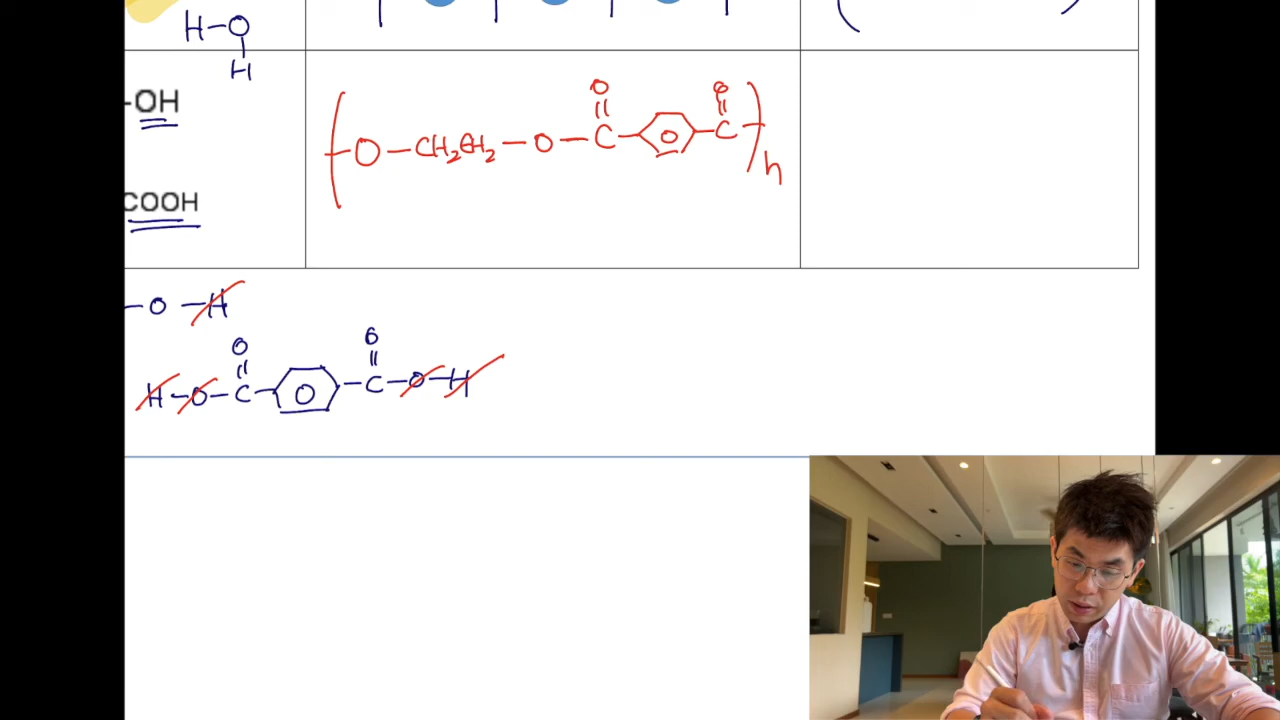 H-O
H
-OH
COOH
O
O
-O-CH2CH2-O-C-
-C-
n
-O-H
O
O
H-O-C-
-C-O-H